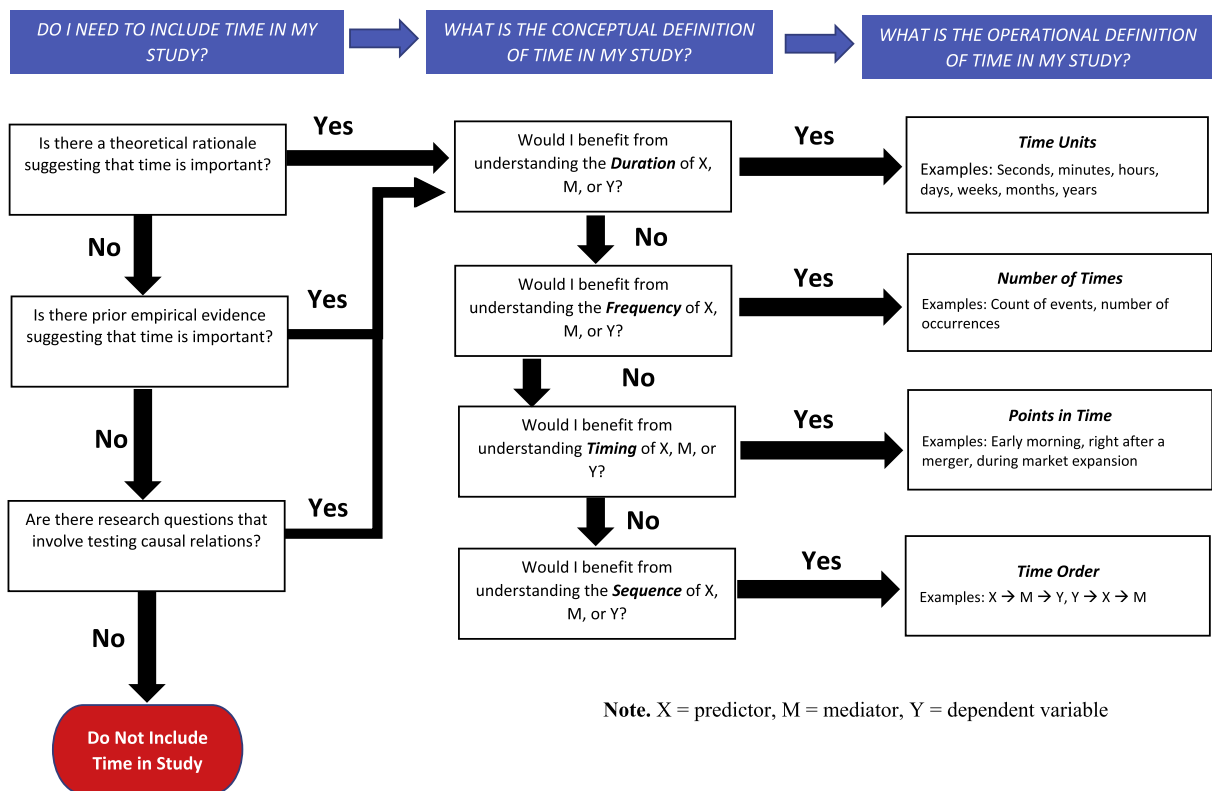 DO I NEED TO INCLUDE TIME IN MY
STUDY?
WHAT IS THE CONCEPTUAL DEFINITION
OF TIME IN MY STUDY?
WHAT IS THE OPERATIONAL DEFINITION
OF TIME IN MY STUDY?
Is there a theoretical rationale
suggesting that time is important?
Yes
No
Is there prior empirical evidence
suggesting that time is important?
Yes
No
Are there research questions that
involve testing causal relations?
Yes
No
Do Not Include
Time in Study
Would I benefit from
understanding the Duration of X,
M, or Y?
Yes
No
Would I benefit from
understanding the Frequency of X,
M, or Y?
Yes
No
Would I benefit from
understanding Timing of X, M, or
Y?
Yes
No
Would I benefit from
understanding the Sequence of X,
M, or Y?
Yes
Time Units
Examples: Seconds, minutes, hours,
days, weeks, months, years
Number of Times
Examples: Count of events, number of
occurrences
Points in Time
Examples: Early morning, right after a
merger, during market expansion
Time Order
Examples: X → M → Y, Y → X → M
Note. X = predictor, M = mediator, Y = dependent variable